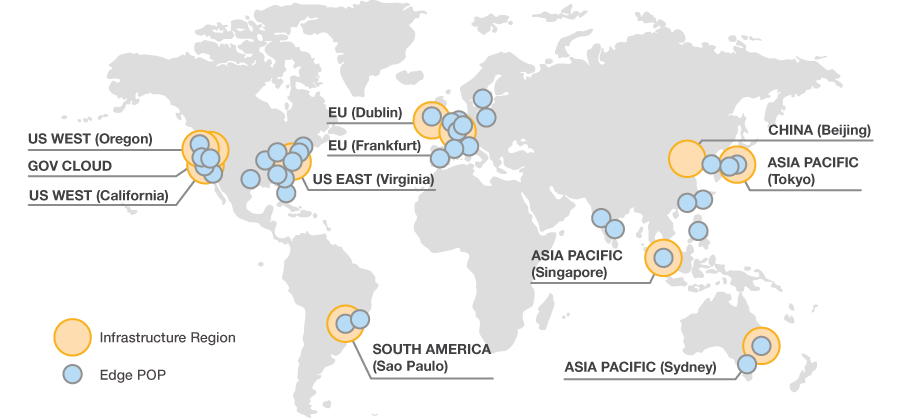 EU (Dublin)
US WEST (Oregon)
CHINA (Beijing)
EU (Frankfurt)
GOV CLOUD
ASIA PACIFIC
(Tokyo)
US EAST (Virginia)
US WEST (California)
ASIA PACIFIC
(Singapore)
Infrastructure Region
SOUTH AMERICA
(Sao Paulo)
ASIA PACIFIC (Sydney)
Edge POP